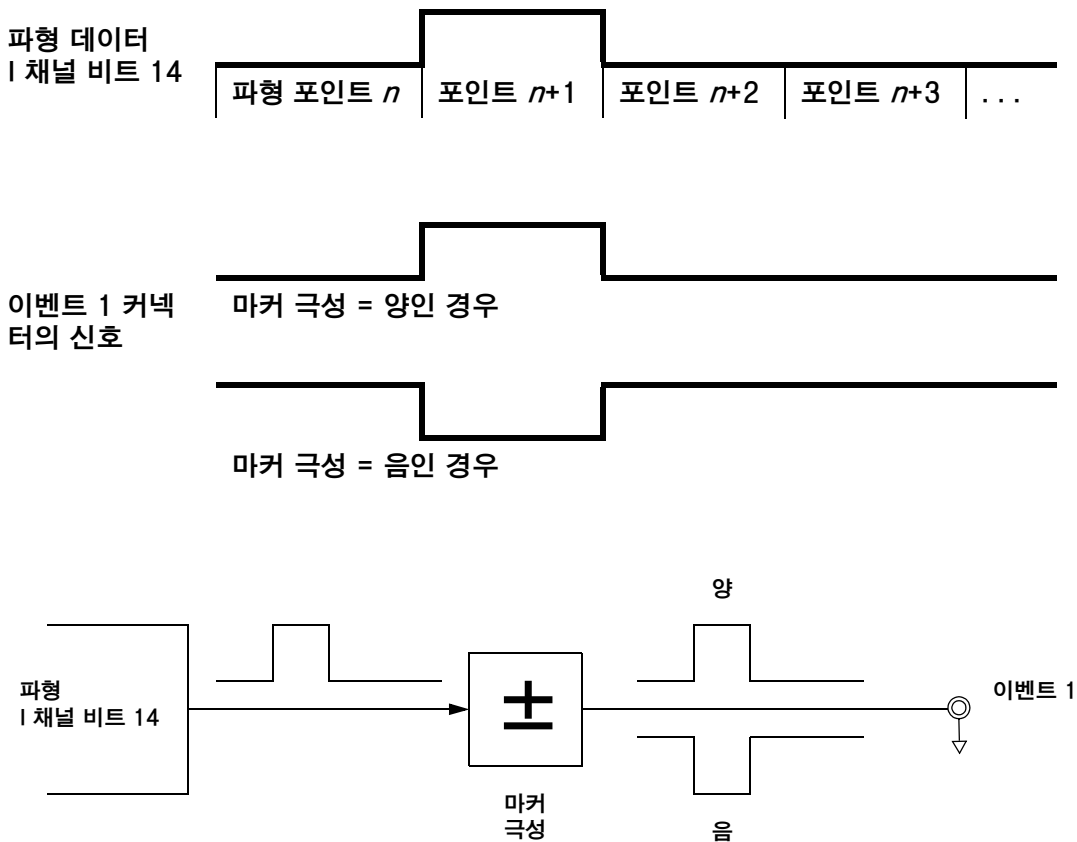 파형 데이터
I 채널 비트 14
파형 포인트 n 포인트 n+1 포인트 n+2 포인트 n+3 ...
이벤트 1 커넥
터의 신호
마커 극성 = 양인 경우
마커 극성 = 음인 경우
양
파형
I 채널 비트 14
±
이벤트 1
마커
극성
음